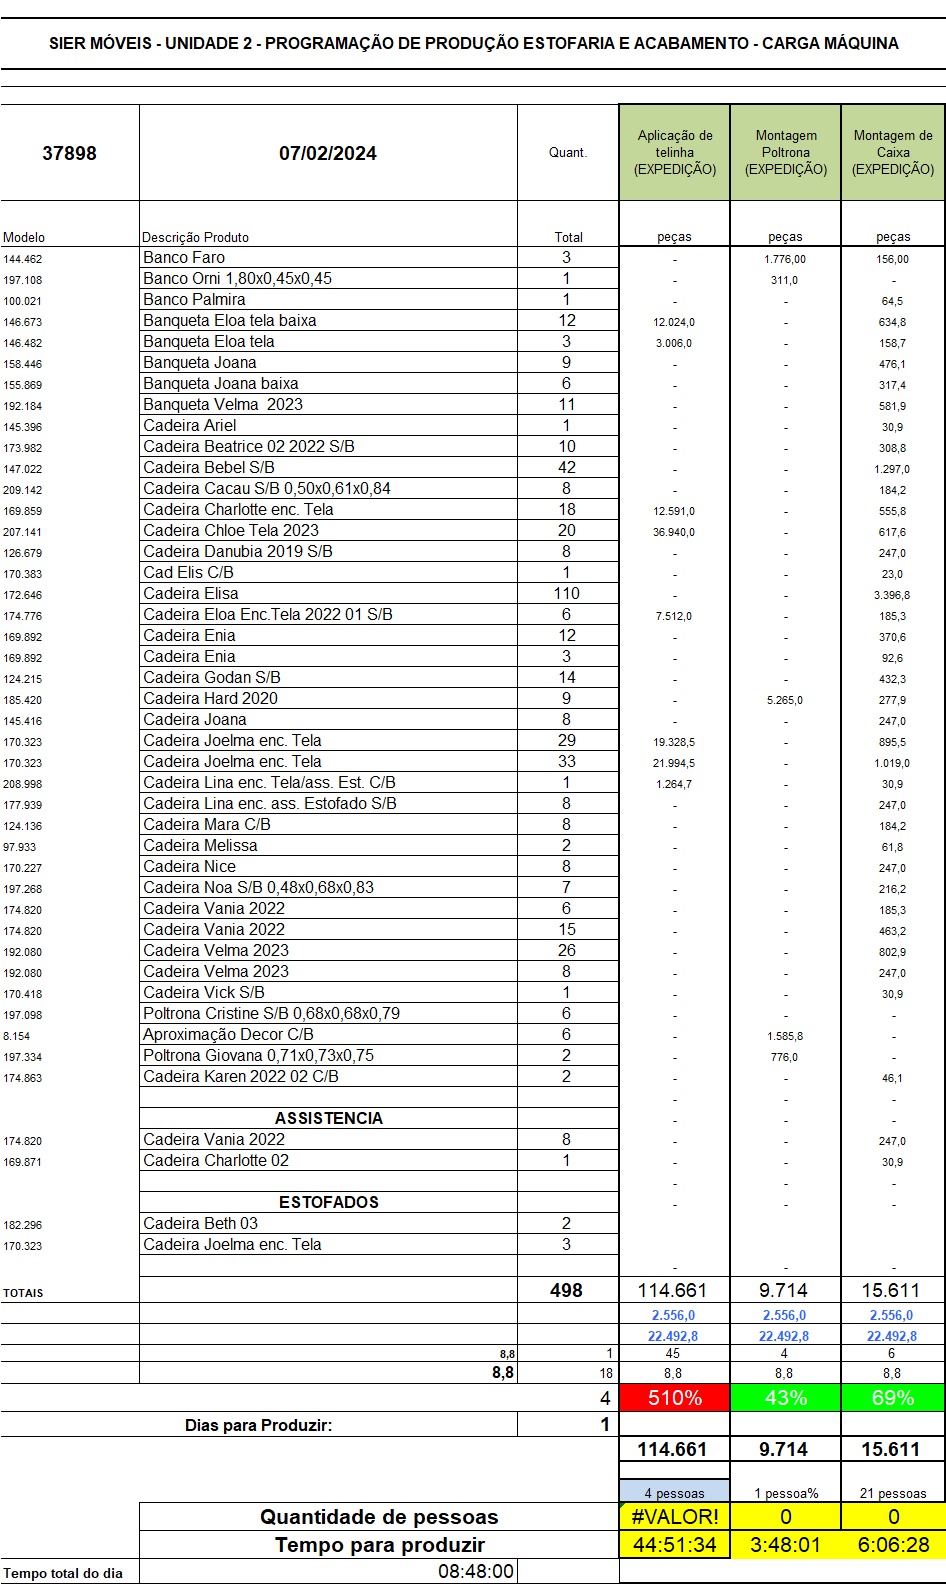 SIER MÓVEIS - UNIDADE 2 - PROGRAMAÇÃO DE PRODUÇÃO ESTOFARIA E ACABAMENTO - CARGA MÁQUINA
37898 07/02/2024 Quant. Aplicação de telinha (EXPEDIÇÃO) Montagem Poltrona (EXPEDIÇÃO) Montagem de Caixa (EXPEDIÇÃO)
Modelo Descrição Produto Total peças peças peças
144.462 Banco Faro 3 - 1.776,00 156,00
197.108 Banco Orni 1,80x0,45x0,45 1 - 311,0 -
100.021 Banco Palmira 1 - - 64,5
146.673 Banqueta Eloa tela baixa 12 12.024,0 - 634,8
146.482 Banqueta Eloa tela 3 3.006,0 - 158,7
158.446 Banqueta Joana 9 - - 476,1
155.869 Banqueta Joana baixa 6 - - 317,4
192.184 Banqueta Velma 2023 11 - - 581,9
145.396 Cadeira Ariel 1 - - 30,9
173.982 Cadeira Beatrice 02 2022 S/B 10 - - 308,8
147.022 Cadeira Bebel S/B 42 - - 1.297,0
209.142 Cadeira Cacau S/B 0,50x0,61x0,84 8 - - 184,2
169.859 Cadeira Charlotte enc. Tela 18 12.591,0 - 555,8
207.141 Cadeira Chloe Tela 2023 20 36.940,0 - 617,6
126.679 Cadeira Danubia 2019 S/B 8 - - 247,0
170.383 Cad Elis C/B 1 - - 23,0
172.646 Cadeira Elisa 110 - - 3.396,8
174.776 Cadeira Eloa Enc.Tela 2022 01 S/B 6 7.512,0 - 185,3
169.892 Cadeira Enia 12 - - 370,6
169.892 Cadeira Enia 3 - - 92,6
124.215 Cadeira Godan S/B 14 - - 432,3
185.420 Cadeira Hard 2020 9 - 5.265,0 277,9
145.416 Cadeira Joana 8 - - 247,0
170.323 Cadeira Joelma enc. Tela 29 19.328,5 - 895,5
170.323 Cadeira Joelma enc. Tela 33 21.994,5 - 1.019,0
208.998 Cadeira Lina enc. Tela/ass. Est. C/B 1 1.264,7 - 30,9
177.939 Cadeira Lina enc. ass. Estofado S/B 8 - - 247,0
124.136 Cadeira Mara C/B 8 - - 184,2
97.933 Cadeira Melissa 2 - - 61,8
170.227 Cadeira Nice 8 - - 247,0
197.268 Cadeira Noa S/B 0,48x0,68x0,83 7 - - 216,2
174.820 Cadeira Vania 2022 6 - - 185,3
174.820 Cadeira Vania 2022 15 - - 463,2
192.080 Cadeira Velma 2023 26 - - 802,9
192.080 Cadeira Velma 2023 8 - - 247,0
170.418 Cadeira Vick S/B 1 - - 30,9
197.098 Poltrona Cristine S/B 0,68x0,68x0,79 6 - - -
8.154 Aproximação Decor C/B 6 - 1.585,8 -
197.334 Poltrona Giovana 0,71x0,73x0,75 2 - 776,0 -
174.863 Cadeira Karen 2022 02 C/B 2 - - 46,1
- - -
ASSISTENCIA - - -
174.820 Cadeira Vania 2022 8 - - 247,0
169.871 Cadeira Charlotte 02 1 - - 30,9
- - -
ESTOFADOS - - -
182.296 Cadeira Beth 03 2
170.323 Cadeira Joelma enc. Tela 3
- - -
TOTAIS 498 114.661 9.714 15.611
2.556,0 2.556,0 2.556,0
22.492,8 22.492,8 22.492,8
8,8 1 45 4 6
8,8 18 8,8 8,8 8,8
4 510% 43% 69%
Dias para Produzir: 1
114.661 9.714 15.611
4 pessoas 1 pessoa% 21 pessoas
Quantidade de pessoas #VALOR! 0 0
Tempo para produzir 44:51:34 3:48:01 6:06:28
Tempo total do dia 08:48:00